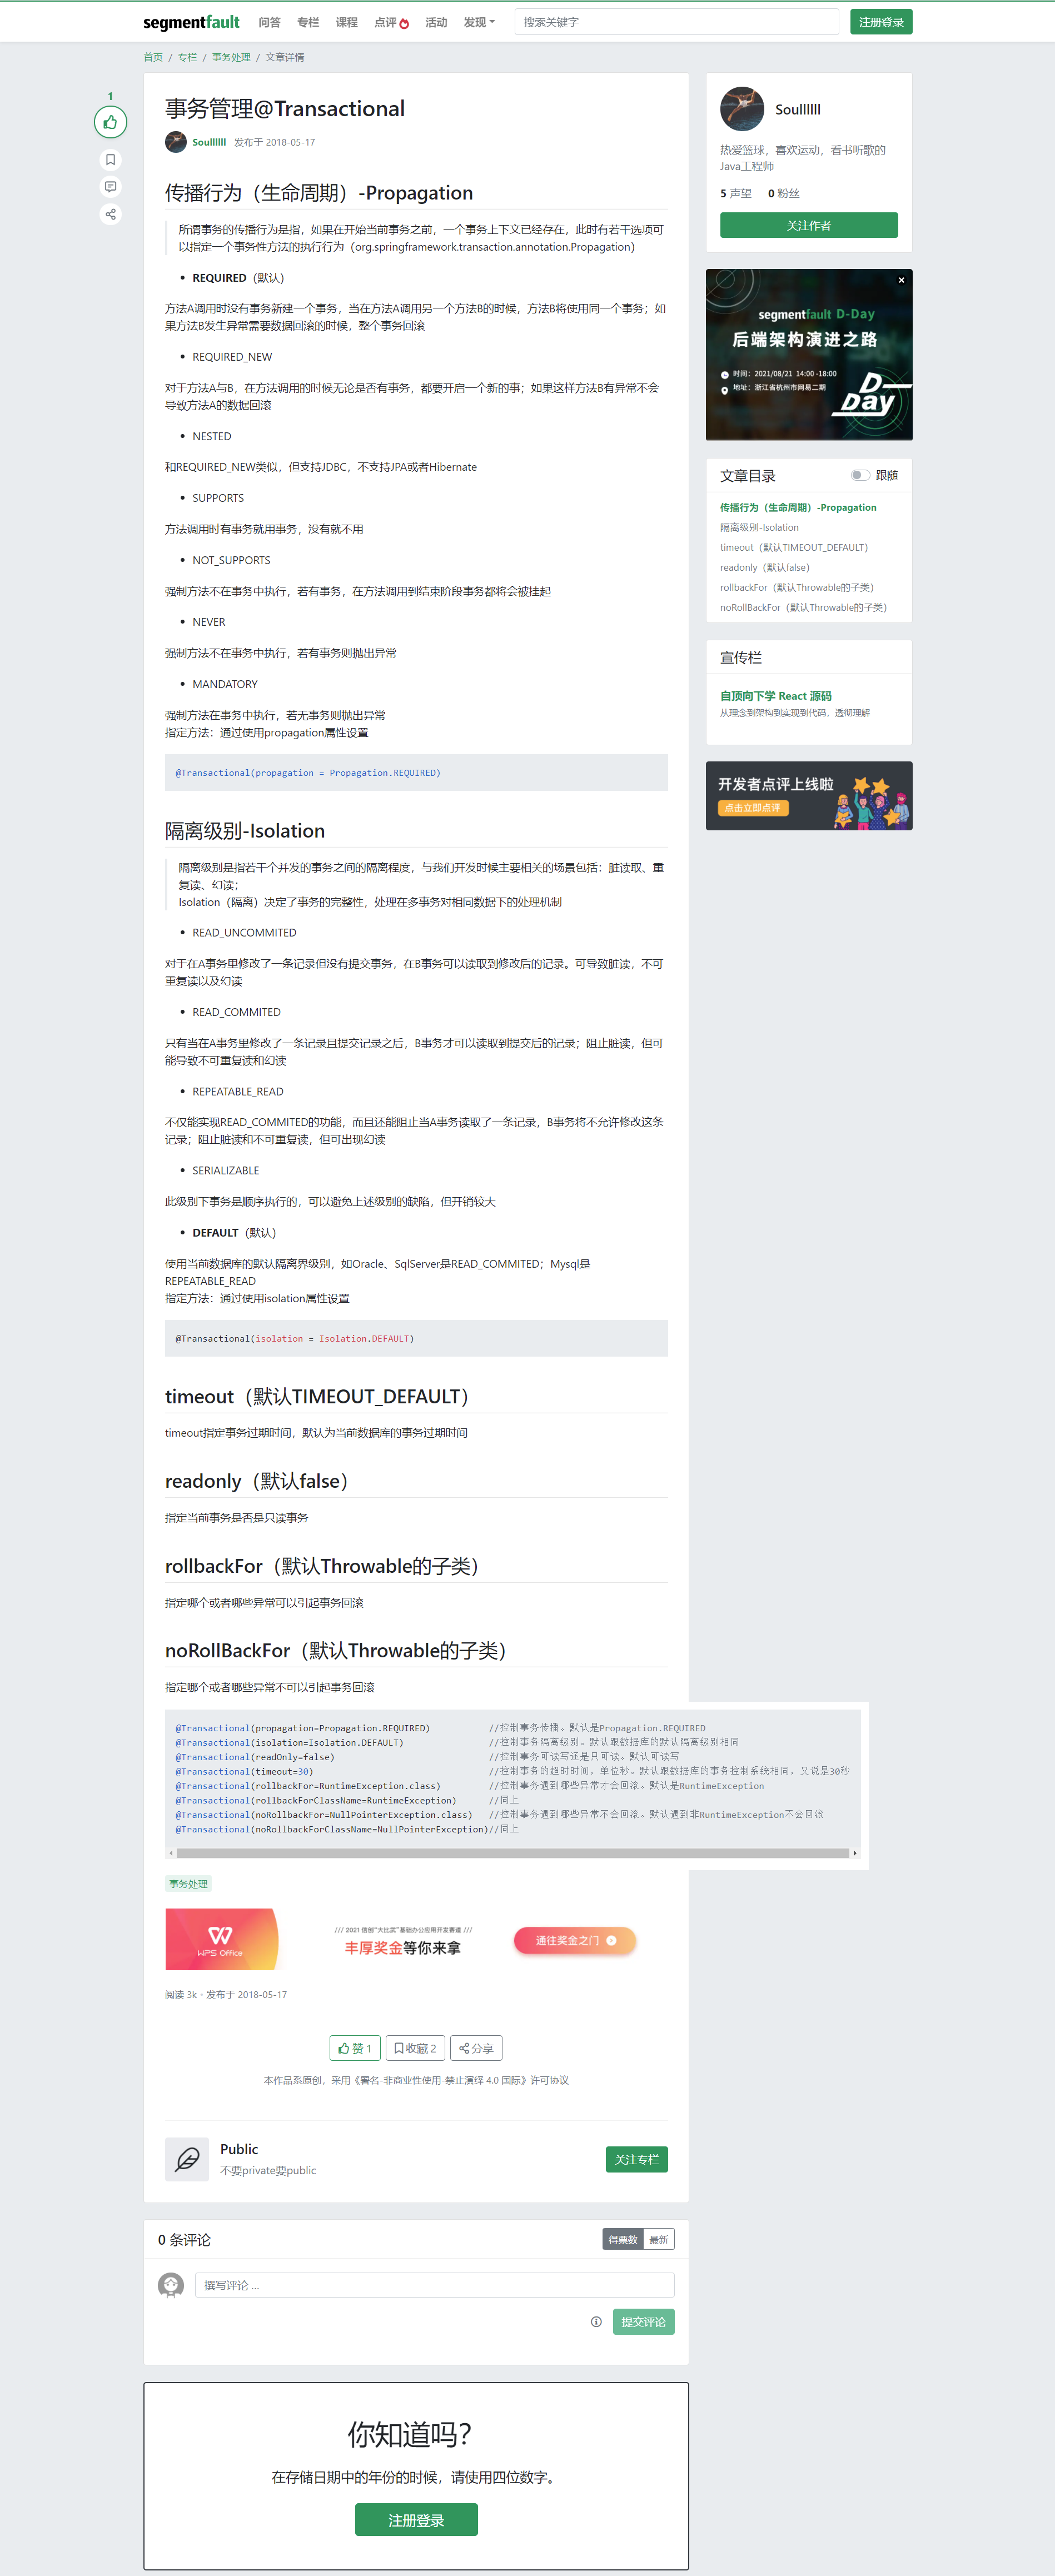 segmentfault 问答 专栏 课程 点评 活动 发现 搜索关键字 注册登录
首页 / 专栏 / 事务处理 / 文章详情
1
事务管理@Transactional
Soullllll 发布于 2018-05-17
传播行为（生命周期）-Propagation
所谓事务的传播行为是指，如果在开始当前事务之前，一个事务上下文已经存在，此时有若干选项可
以指定一个事务性方法的执行行为（org.springframework.transaction.annotation.Propagation）
• REQUIRED（默认）
方法A调用时没有事务新建一个事务，当在方法A调用另一个方法B的时候，方法B将使用同一个事务；如
果方法B发生异常需要数据回滚的时候，整个事务回滚
• REQUIRED_NEW
对于方法A与B，在方法调用的时候无论是否有事务，都要开启一个新的事；如果这样方法B有异常不会
导致方法A的数据回滚
• NESTED
和REQUIRED_NEW类似，但支持JDBC，不支持JPA或者Hibernate
• SUPPORTS
方法调用时有事务就用事务，没有就不用
• NOT_SUPPORTS
强制方法不在事务中执行，若有事务，在方法调用到结束阶段事务都将会被挂起
• NEVER
强制方法不在事务中执行，若有事务则抛出异常
• MANDATORY
强制方法在事务中执行，若无事务则抛出异常
指定方法：通过使用propagation属性设置
@Transactional(propagation = Propagation.REQUIRED)
隔离级别-Isolation
隔离级别是指若干个并发的事务之间的隔离程度，与我们开发时候主要相关的场景包括：脏读取、重
复读、幻读；
Isolation（隔离）决定了事务的完整性，处理在多事务对相同数据下的处理机制
• READ_UNCOMMITED
对于在A事务里修改了一条记录但没有提交事务，在B事务可以读取到修改后的记录。可导致脏读，不可
重复读以及幻读
• READ_COMMITED
只有当在A事务里修改了一条记录且提交记录之后，B事务才可以读取到提交后的记录；阻止脏读，但可
能导致不可重复读和幻读
• REPEATABLE_READ
不仅能实现READ_COMMITED的功能，而且还能阻止当A事务读取了一条记录，B事务将不允许修改这条
记录；阻止脏读和不可重复读，但可出现幻读
• SERIALIZABLE
此级别下事务是顺序执行的，可以避免上述级别的缺陷，但开销较大
• DEFAULT（默认）
使用当前数据库的默认隔离界级别，如Oracle、SqlServer是READ_COMMITED；Mysql是
REPEATABLE_READ
指定方法：通过使用isolation属性设置
@Transactional(isolation = Isolation.DEFAULT)
timeout（默认TIMEOUT_DEFAULT）
timeout指定事务过期时间，默认为当前数据库的事务过期时间
readonly（默认false）
指定当前事务是否是只读事务
rollbackFor（默认Throwable的子类）
指定哪个或者哪些异常可以引起事务回滚
noRollBackFor（默认Throwable的子类）
指定哪个或者哪些异常不可以引起事务回滚
@Transactional(propagation=Propagation.REQUIRED) //控制事务传播。默认是Propagation.REQUIRED
@Transactional(isolation=Isolation.DEFAULT) //控制事务隔离级别。默认跟数据库的默认隔离级别相同
@Transactional(readOnly=false) //控制事务可读写还是只可读。默认可读写
@Transactional(timeout=30) //控制事务的超时时间，单位秒。默认跟数据库的事务控制系统相同，又说是30秒
@Transactional(rollbackFor=RuntimeException.class) //控制事务遇到哪些异常才会回滚。默认是RuntimeException
@Transactional(rollbackForClassName=RuntimeException) //同上
@Transactional(noRollbackFor=NullPointerException.class) //控制事务遇到哪些异常不会回滚。默认遇到非RuntimeException不会回滚
@Transactional(noRollbackForClassName=NullPointerException)//同上
事务处理
WPS Office
/// 2021 信创“大比武”基础办公应用开发赛道 ///
丰厚奖金等你来拿
通往奖金之门
阅读 3k · 发布于 2018-05-17
赞 1 收藏 2 分享
本作品系原创，采用《署名-非商业性使用-禁止演绎 4.0 国际》许可协议
Public
不要private要public
关注专栏
0 条评论 得票数 最新
撰写评论 ...
提交评论
你知道吗？
在存储日期中的年份的时候，请使用四位数字。
注册登录
Soullllll
热爱篮球，喜欢运动，看书听歌的
Java工程师
5 声望 0 粉丝
关注作者
segmentfault D-Day
后端架构演进之路
时间：2021/08/21 14:00 -18:00
地址：浙江省杭州市网易二期
D-Day
文章目录 跟随
传播行为（生命周期）-Propagation
隔离级别-Isolation
timeout（默认TIMEOUT_DEFAULT）
readonly（默认false）
rollbackFor（默认Throwable的子类）
noRollBackFor（默认Throwable的子类）
宣传栏
自顶向下学 React 源码
从理念到架构到实现到代码，透彻理解
开发者点评上线啦
点击立即点评